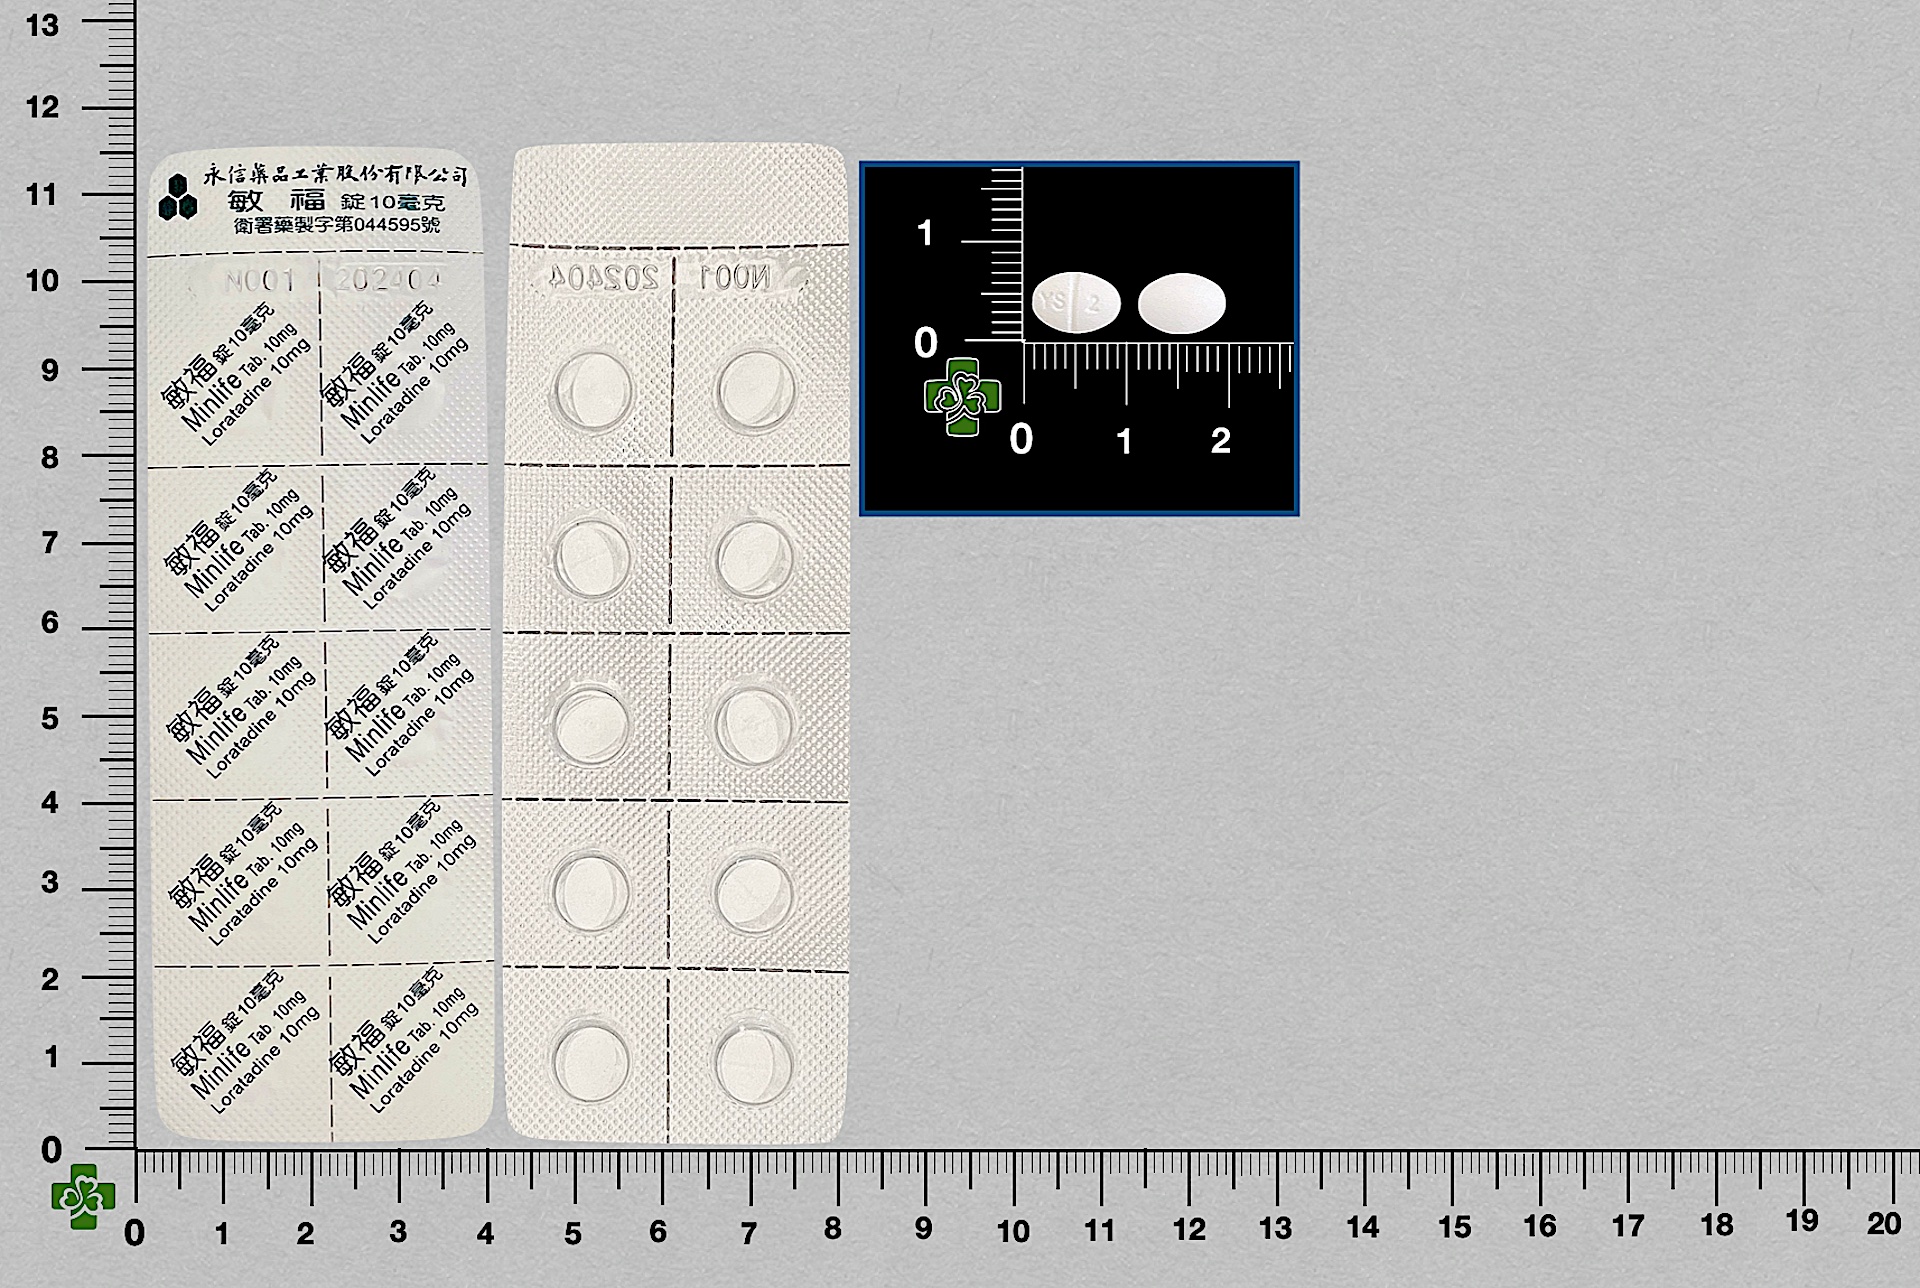 永信藥品工業股份有限公司
敏 福 錠10毫克
衛署藥製字第044595號
N001 202404
敏福錠10毫克
Minlife Tab. 10mg
Loratadine 10mg
敏福錠10毫克
Minlife Tab. 10mg
Loratadine 10mg
敏福錠10毫克
Minlife Tab. 10mg
Loratadine 10mg
敏福錠10毫克
Minlife Tab. 10mg
Loratadine 10mg
敏福錠10毫克
Minlife Tab. 10mg
Loratadine 10mg
敏福錠10毫克
Minlife Tab. 10mg
Loratadine 10mg
敏福錠10毫克
Minlife Tab. 10mg
Loratadine 10mg
敏福錠10毫克
Minlife Tab. 10mg
Loratadine 10mg
敏福錠10毫克
Minlife Tab. 10mg
Loratadine 10mg
敏福錠10毫克
Minlife Tab. 10mg
Loratadine 10mg
202404 N001
YS 2
1
0
0 1 2
13
12
11
10
9
8
7
6
5
4
3
2
1
0
0 1 2 3 4 5 6 7 8 9 10 11 12 13 14 15 16 17 18 19 20